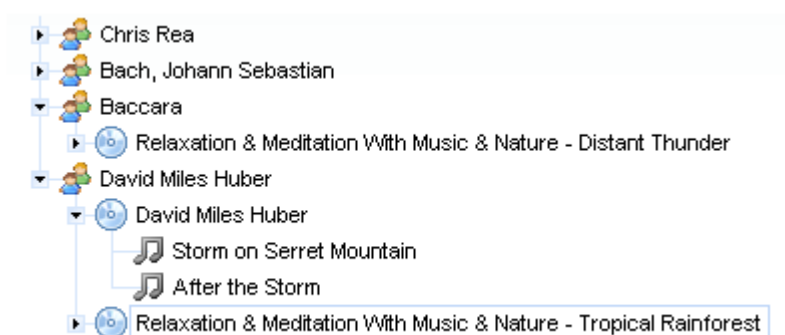 Chris Rea
Bach, Johann Sebastian
Baccara
Relaxation & Meditation With Music & Nature - Distant Thunder
David Miles Huber
David Miles Huber
Storm on Serret Mountain
After the Storm
Relaxation & Meditation With Music & Nature - Tropical Rainforest